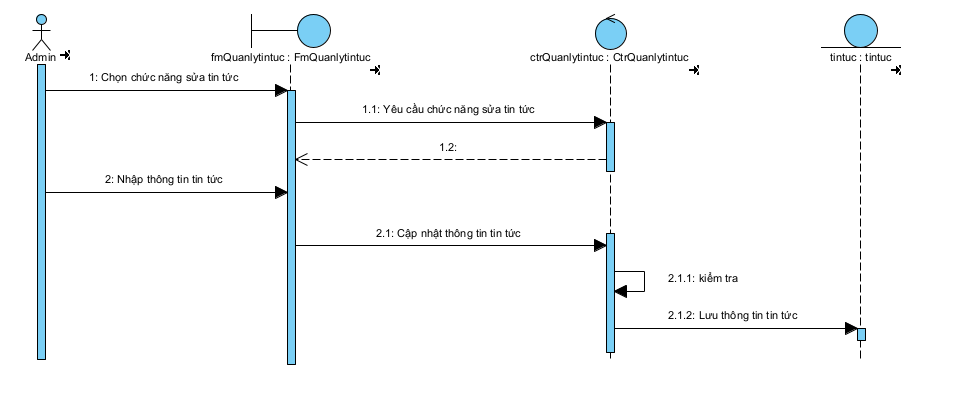 Admin
fmQuanlytintuc : FmQuanlytintuc
ctrQuanlytintuc : CtrQuanlytintuc
tintuc : tintuc
1: Chọn chức năng sửa tin tức
1.1: Yêu cầu chức năng sửa tin tức
1.2:
2: Nhập thông tin tin tức
2.1: Cập nhật thông tin tin tức
2.1.1: kiểm tra
2.1.2: Lưu thông tin tin tức